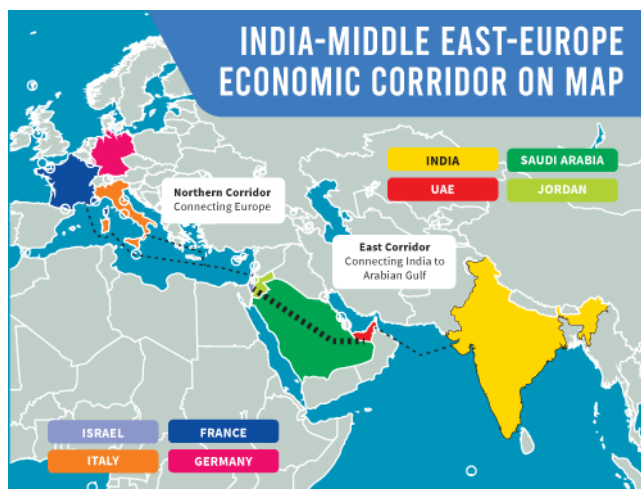 INDIA-MIDDLE EAST-EUROPE
ECONOMIC CORRIDOR ON MAP
INDIA
SAUDI ARABIA
UAE
JORDAN
Northern Corridor
Connecting Europe
East Corridor
Connecting India to
Arabian Gulf
ISRAEL
FRANCE
ITALY
GERMANY